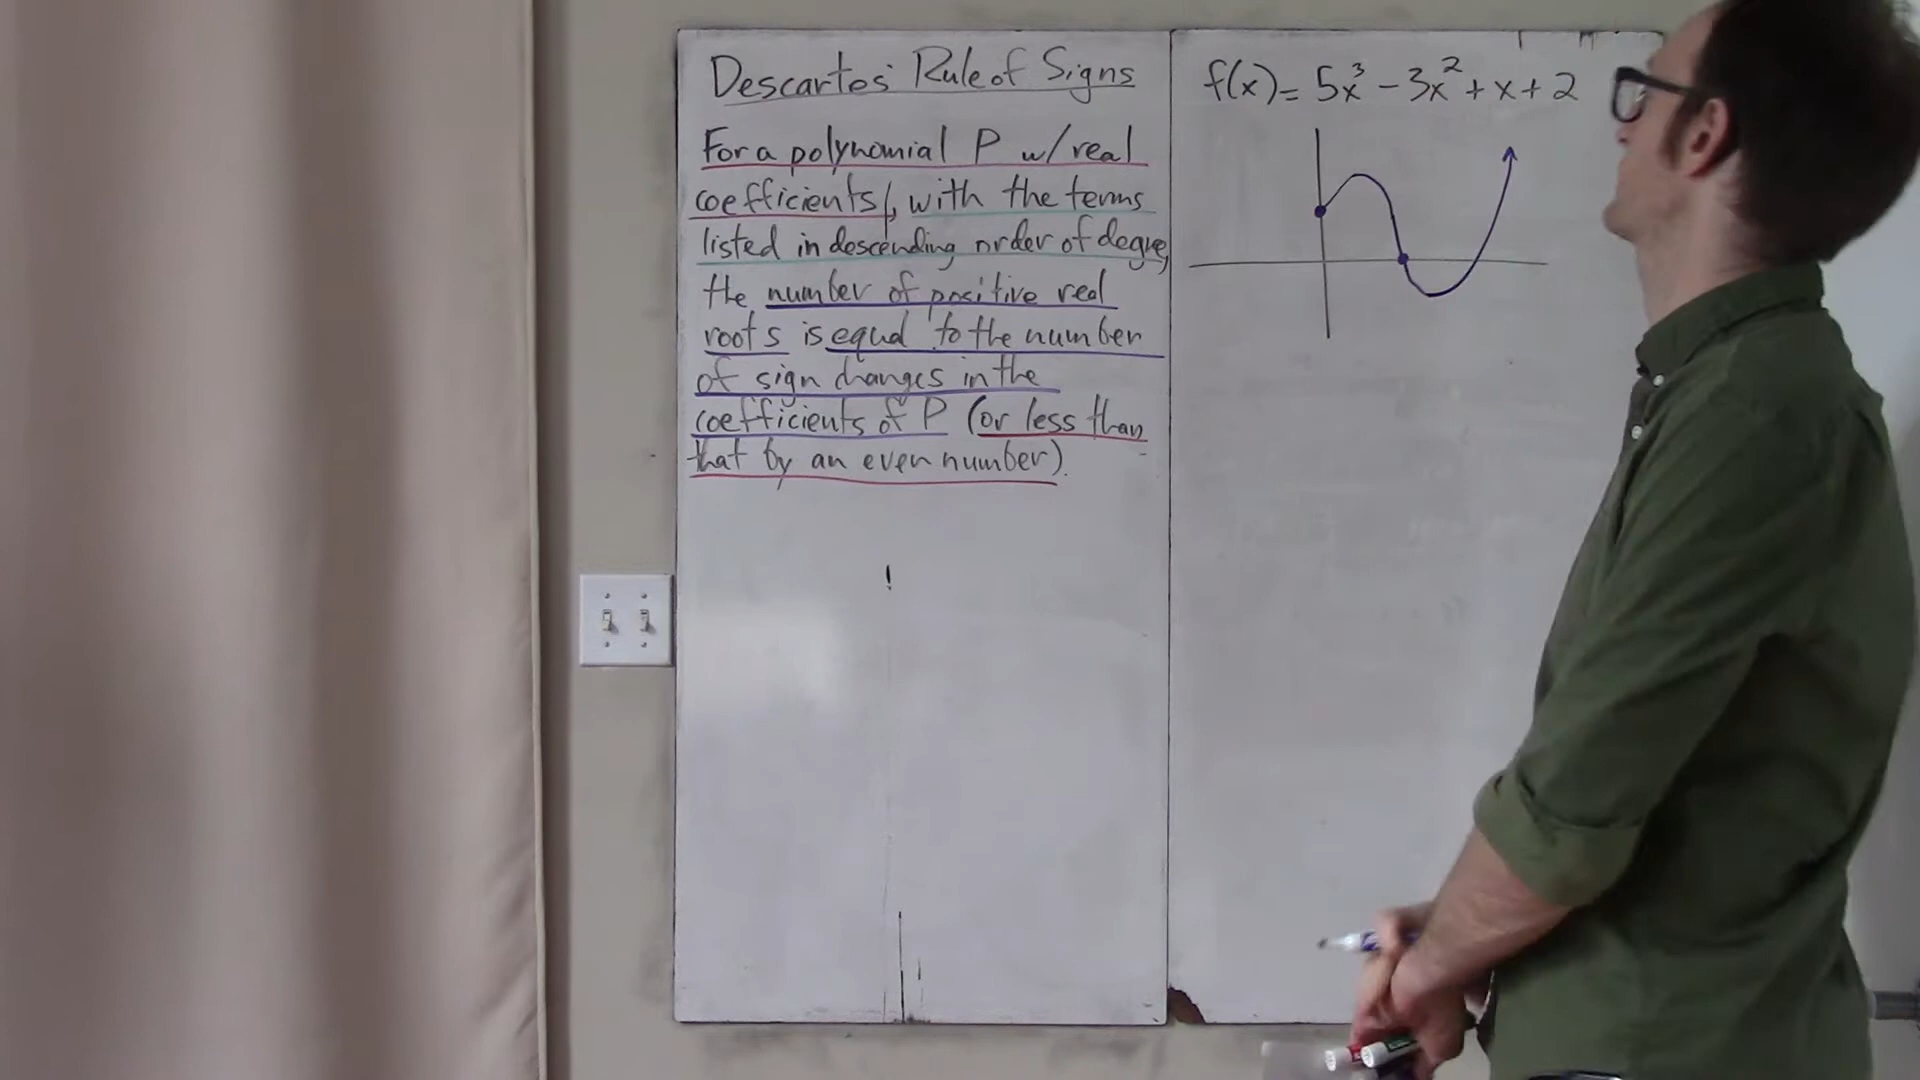 Descartes' Rule of Signs
For a polynomial P w/ real
coefficients, with the terms
listed in descending order of degree,
the number of positive real
roots is equal to the number
of sign changes in the
coefficients of P (or less than
that by an even number).
!
f(x) = 5x³ - 3x² + x + 2